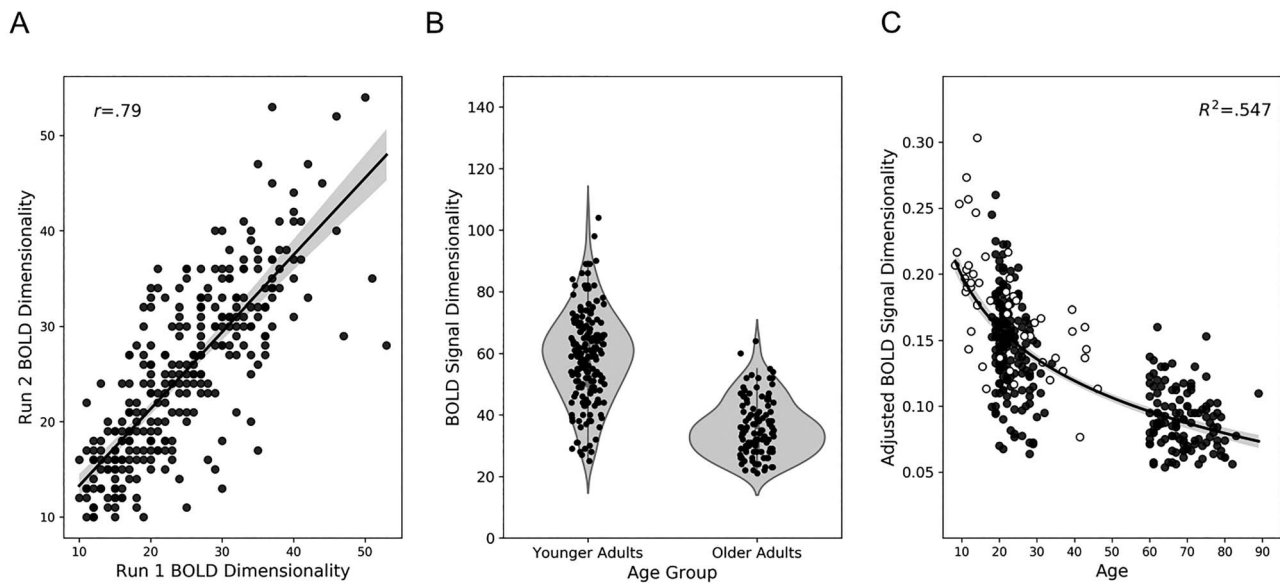 A
B
C
r=.79
Run 2 BOLD Dimensionality
50
40
30
20
10
10
20
30
40
50
Run 1 BOLD Dimensionality
BOLD Signal Dimensionality
140
120
100
80
60
40
20
0
Younger Adults
Older Adults
Age Group
R²=.547
Adjusted BOLD Signal Dimensionality
0.30
0.25
0.20
0.15
0.10
0.05
10
20
30
40
50
60
70
80
90
Age